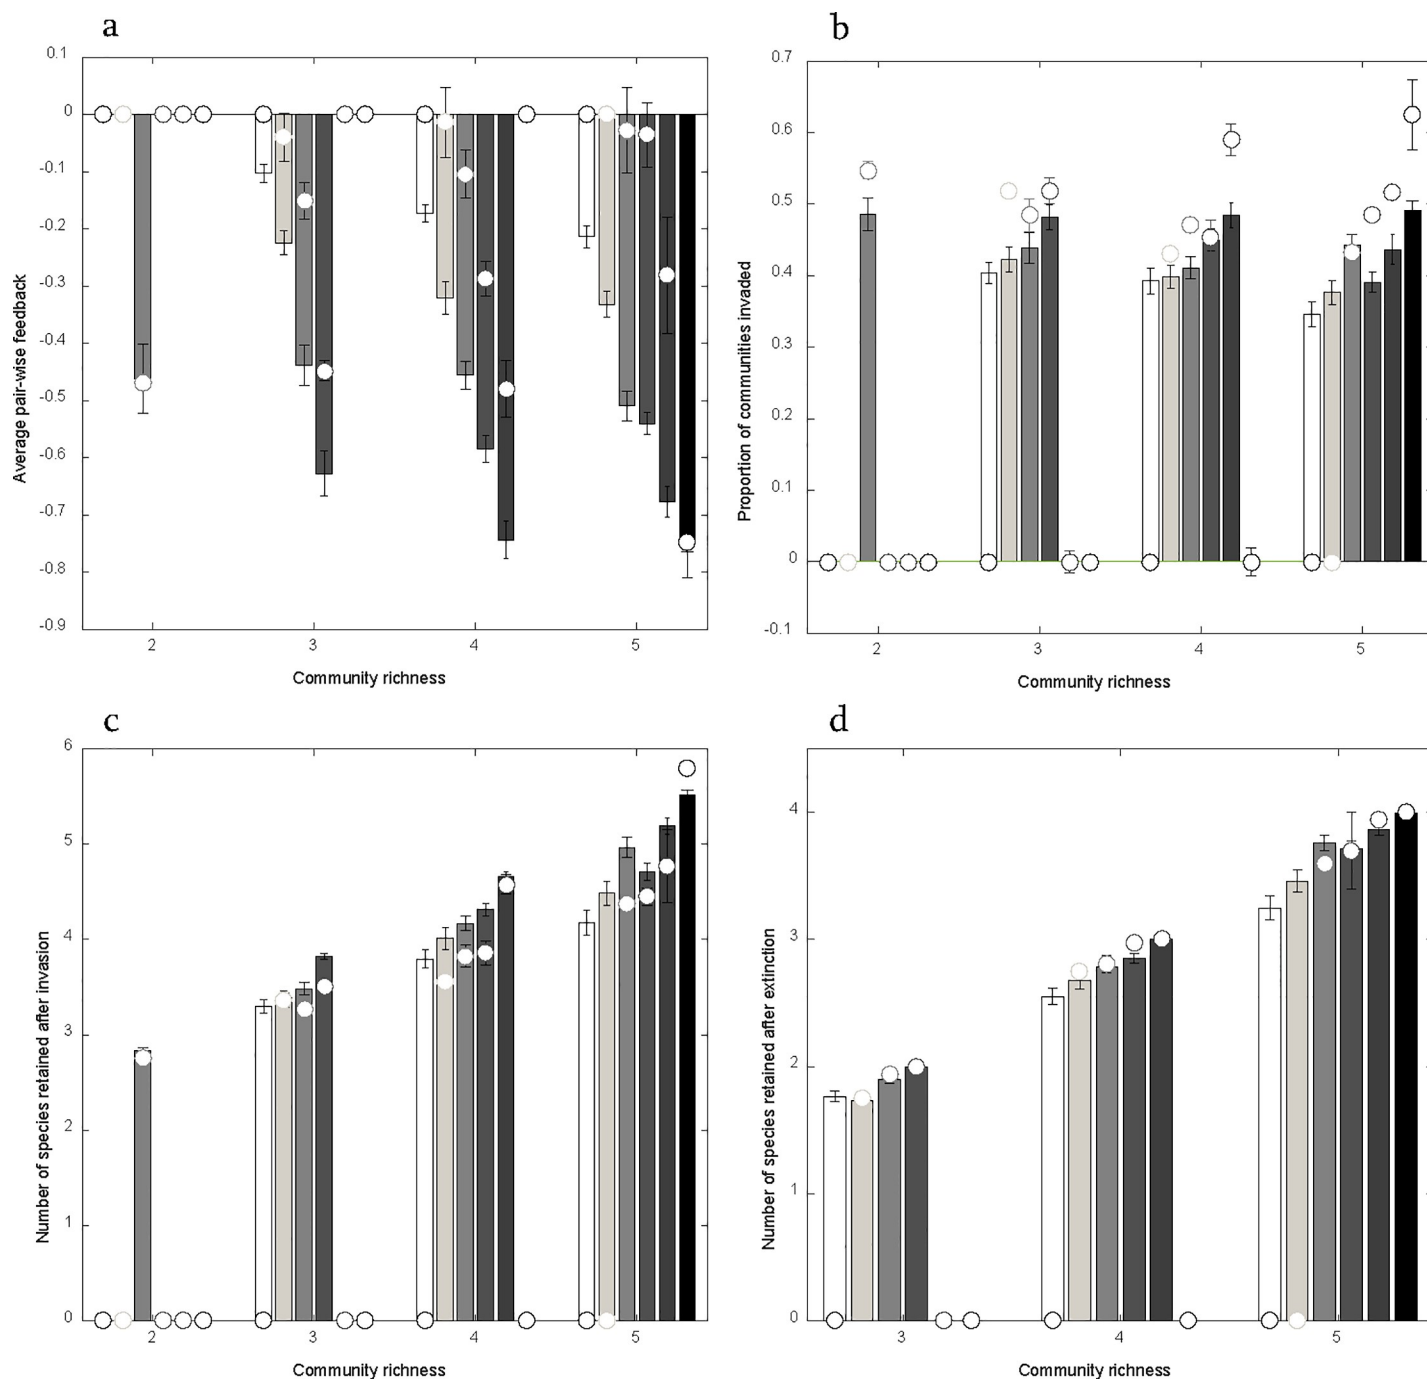 a
0.1
0
-0.1
-0.2
-0.3
-0.4
-0.5
-0.6
-0.7
-0.8
-0.9
2 3 4 5
Average pair-wise feedback
Community richness
b
0.7
0.6
0.5
0.4
0.3
0.2
0.1
0
-0.1
2 3 4 5
Proportion of communities invaded
Community richness
c
6
5
4
3
2
1
0
2 3 4 5
Number of species retained after invasion
Community richness
d
4
3
2
1
0
3 4 5
Number of species retained after extinction
Community richness